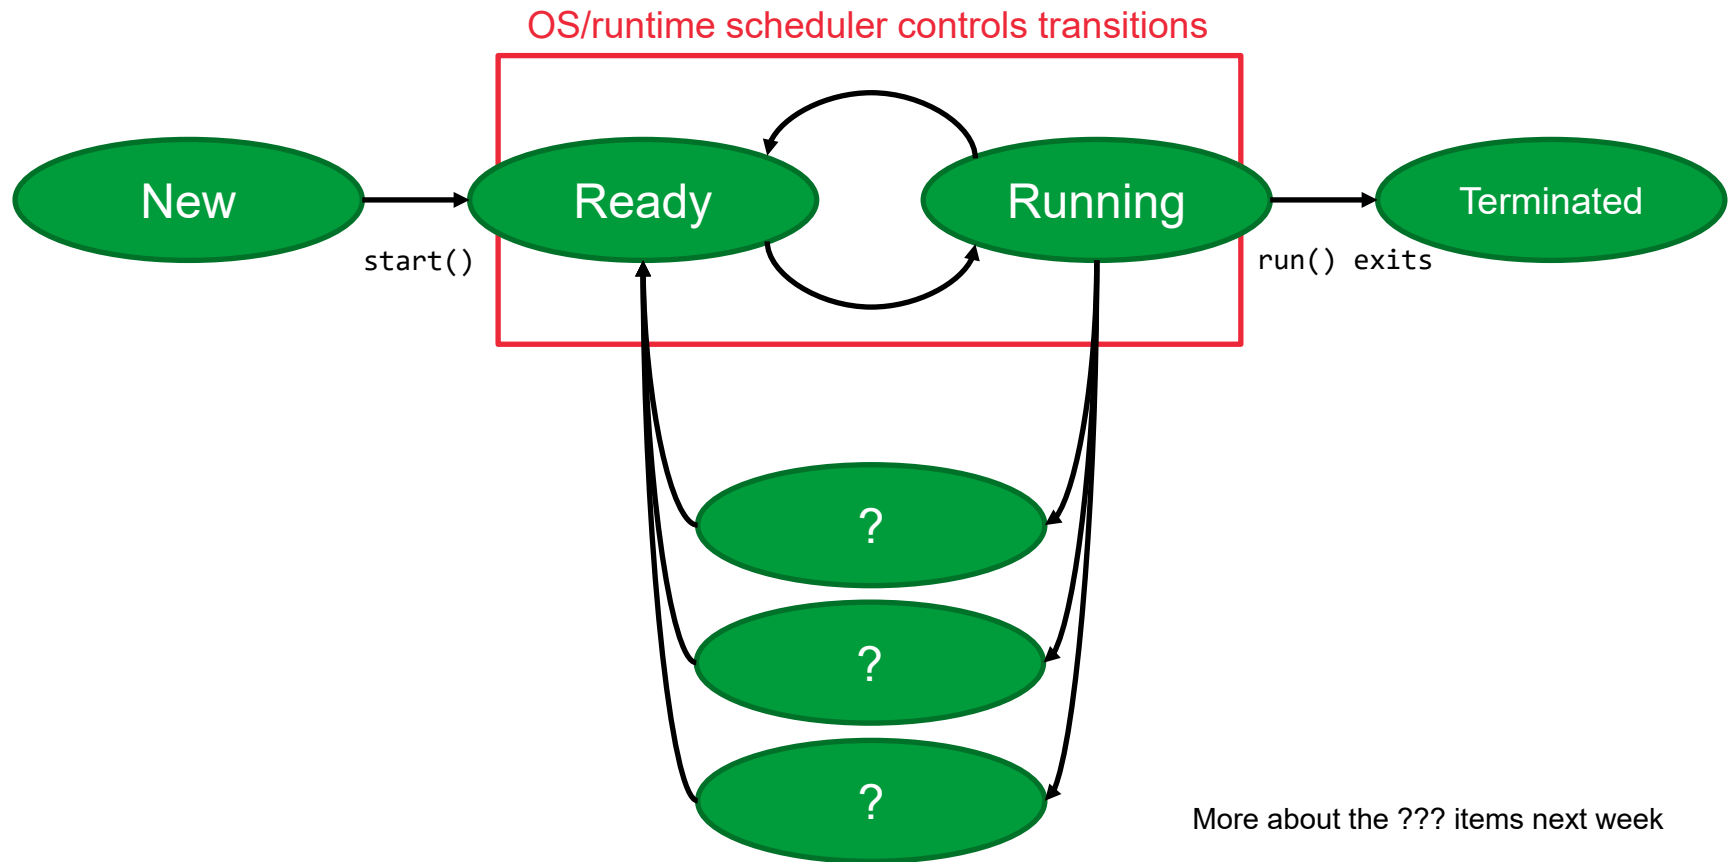 OS/runtime scheduler controls transitions
New
Ready
Running
Terminated
start()
run() exits
?
?
?
More about the ??? items next week